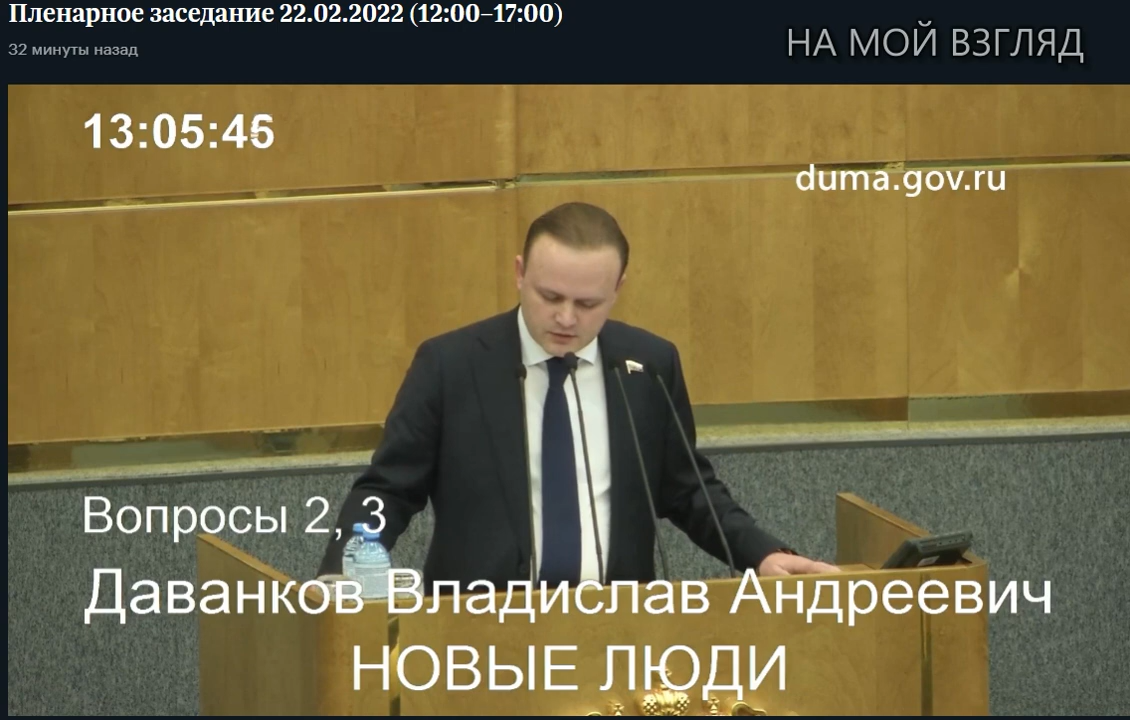 Пленарное заседание 22.02.2022 (12:00–17:00)
32 минуты назад
НА МОЙ ВЗГЛЯД
13:05:45
duma.gov.ru
Вопросы 2, 3
Даванков Владислав Андреевич
НОВЫЕ ЛЮДИ